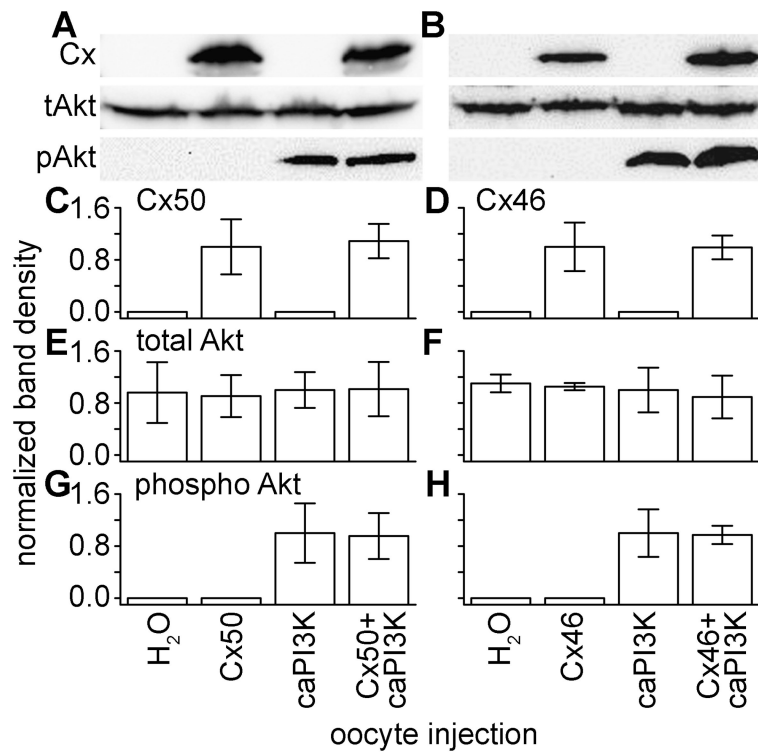 A
B
Cx
tAkt
pAkt
C
Cx50
D
Cx46
1.6
0.8
0.0
E
total Akt
F
1.6
0.8
0.0
G
phospho Akt
H
1.6
0.8
0.0
normalized band density
H₂O
Cx50
caPI3K
Cx50+
caPI3K
H₂O
Cx46
caPI3K
Cx46+
caPI3K
oocyte injection